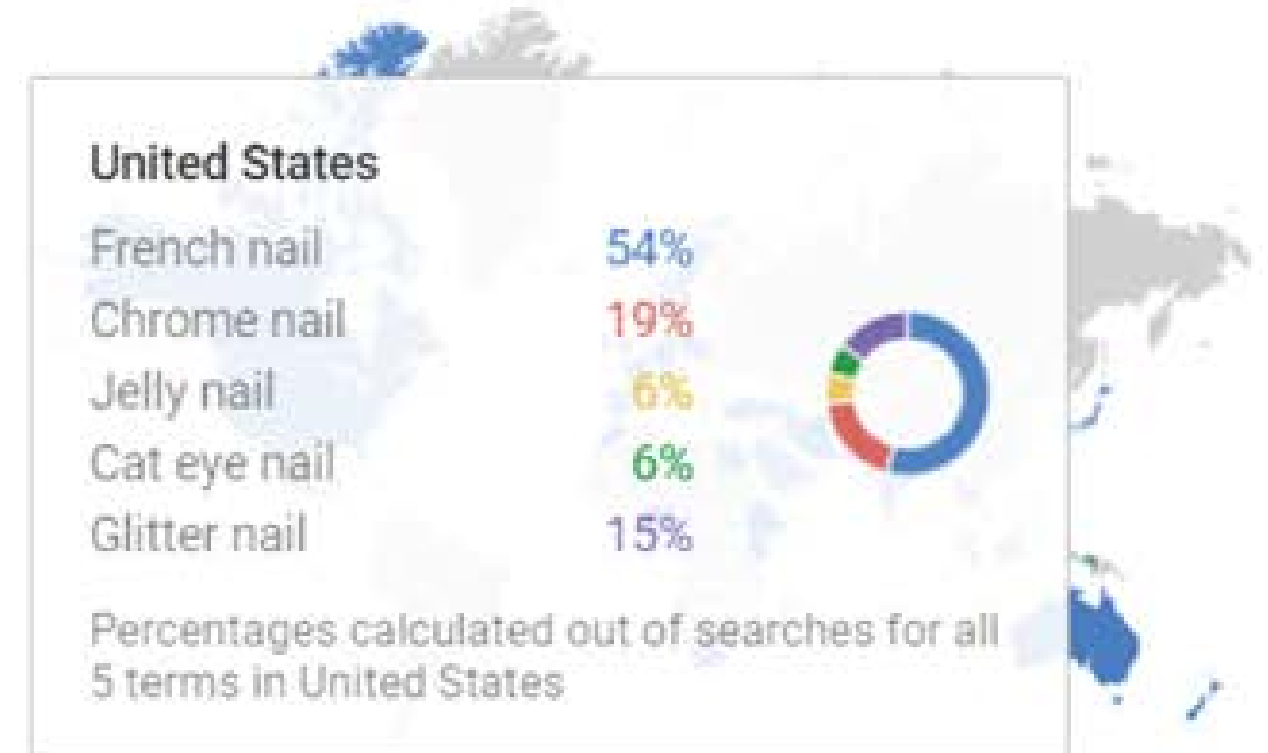 United States
French nail 54%
Chrome nail 19%
Jelly nail 6%
Cat eye nail 6%
Glitter nail 15%
Percentages calculated out of searches for all
5 terms in United States